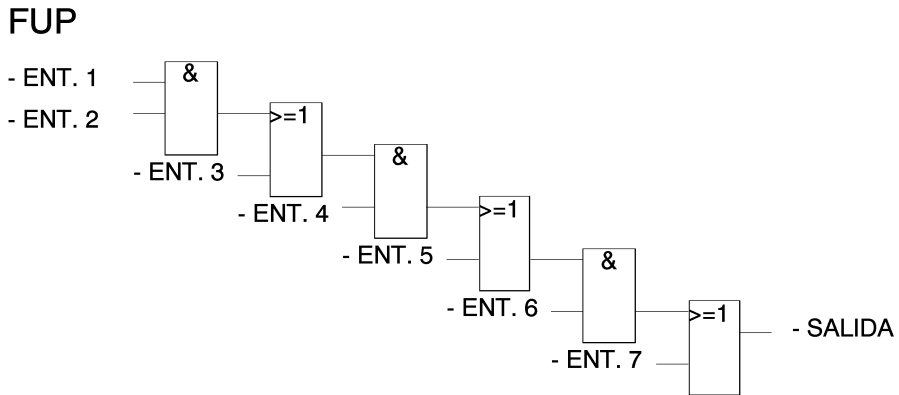 FUP
- ENT. 1
&
- ENT. 2
>=1
- ENT. 3
&
- ENT. 4
>=1
- ENT. 5
&
- ENT. 6
>=1
- SALIDA
- ENT. 7